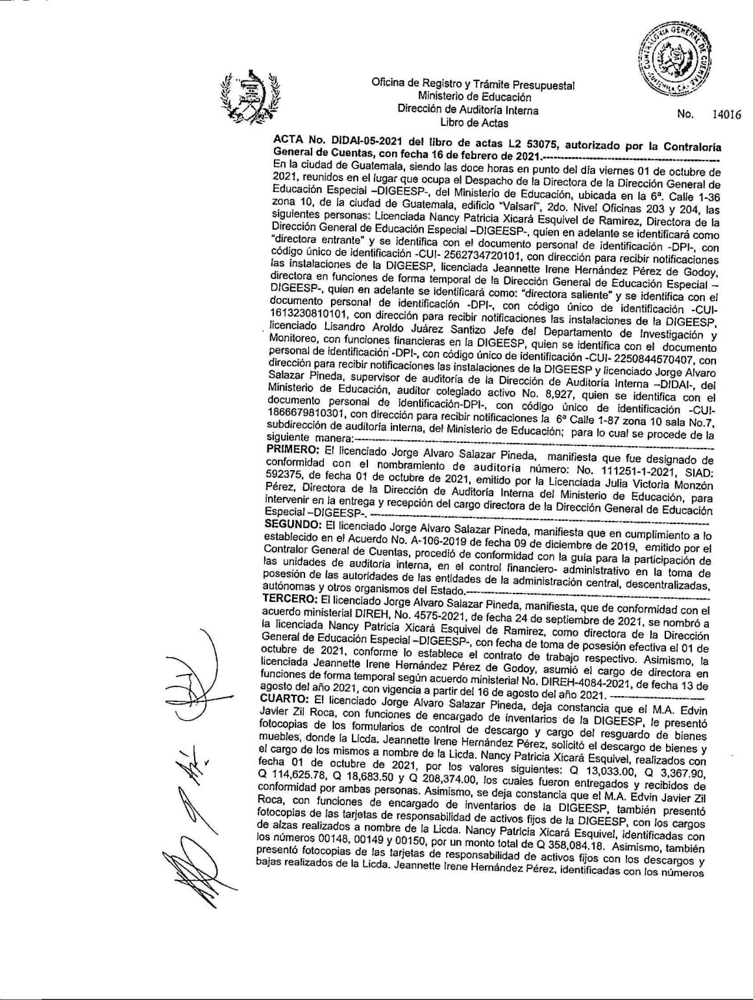 CONTRALORIA GENERAL DE CUENTAS
GUATEMALA, C.A.
Oficina de Registro y Trámite Presupuestal
Ministerio de Educación
Dirección de Auditoría Interna
Libro de Actas
No. 14016
ACTA No. DIDAI-05-2021 del libro de actas L2 53075, autorizado por la Contraloría
General de Cuentas, con fecha 16 de febrero de 2021.------------------------------------------------
En la ciudad de Guatemala, siendo las doce horas en punto del día viernes 01 de octubre de
2021, reunidos en el lugar que ocupa el Despacho de la Directora de la Dirección General de
Educación Especial –DIGEESP-, del Ministerio de Educación, ubicada en la 6ª. Calle 1-36
zona 10, de la ciudad de Guatemala, edificio “Valsari”, 2do. Nivel Oficinas 203 y 204, las
siguientes personas: Licenciada Nancy Patricia Xicará Esquivel de Ramirez, Directora de la
Dirección General de Educación Especial –DIGEESP-, quien en adelante se identificará como
“directora entrante” y se identifica con el documento personal de identificación -DPI-, con
código único de identificación -CUI- 2562734720101, con dirección para recibir notificaciones
las instalaciones de la DIGEESP, licenciada Jeannette Irene Hernández Pérez de Godoy,
directora en funciones de forma temporal de la Dirección General de Educación Especial –
DIGEESP-, quien en adelante se identificará como: “directora saliente” y se identifica con el
documento personal de identificación -DPI-, con código único de identificación -CUI-
1613230810101, con dirección para recibir notificaciones las instalaciones de la DIGEESP,
licenciado Lisandro Aroldo Juárez Santizo Jefe del Departamento de Investigación y
Monitoreo, con funciones financieras en la DIGEESP, quien se identifica con el documento
personal de identificación -DPI-, con código único de identificación -CUI- 2250844570407, con
dirección para recibir notificaciones las instalaciones de la DIGEESP y licenciado Jorge Alvaro
Salazar Pineda, supervisor de auditoría de la Dirección de Auditoría Interna –DIDAI-, del
Ministerio de Educación, auditor colegiado activo No. 8,927, quien se identifica con el
documento personal de identificación-DPI-, con código único de identificación -CUI-
1866679810301, con dirección para recibir notificaciones la 6ª Calle 1-87 zona 10 sala No.7,
subdirección de auditoría interna, del Ministerio de Educación; para lo cual se procede de la
siguiente manera:------------------------------------------------------------------------------------------
PRIMERO: El licenciado Jorge Alvaro Salazar Pineda, manifiesta que fue designado de
conformidad con el nombramiento de auditoría número: No. 111251-1-2021, SIAD:
592375, de fecha 01 de octubre de 2021, emitido por la Licenciada Julia Victoria Monzón
Pérez, Directora de la Dirección de Auditoría Interna del Ministerio de Educación, para
intervenir en la entrega y recepción del cargo directora de la Dirección General de Educación
Especial –DIGEESP-. ------------------------------------------------------------------------------------
SEGUNDO: El licenciado Jorge Alvaro Salazar Pineda, manifiesta que en cumplimiento a lo
establecido en el Acuerdo No. A-106-2019 de fecha 09 de diciembre de 2019, emitido por el
Contralor General de Cuentas, procedió de conformidad con la guía para la participación de
las unidades de auditoría interna, en el control financiero- administrativo en la toma de
posesión de las autoridades de las entidades de la administración central, descentralizadas,
autónomas y otros organismos del Estado.------------------------------------------------------------
TERCERO: El licenciado Jorge Alvaro Salazar Pineda, manifiesta, que de conformidad con el
acuerdo ministerial DIREH, No. 4575-2021, de fecha 24 de septiembre de 2021, se nombró a
la licenciada Nancy Patricia Xicará Esquivel de Ramirez, como directora de la Dirección
General de Educación Especial –DIGEESP-, con fecha de toma de posesión efectiva el 01 de
octubre de 2021, conforme lo establece el contrato de trabajo respectivo. Asimismo, la
licenciada Jeannette Irene Hernández Pérez de Godoy, asumió el cargo de directora en
funciones de forma temporal según acuerdo ministerial No. DIREH-4084-2021, de fecha 13 de
agosto del año 2021, con vigencia a partir del 16 de agosto del año 2021. -----------------------
CUARTO: El licenciado Jorge Alvaro Salazar Pineda, deja constancia que el M.A. Edvin
Javier Zil Roca, con funciones de encargado de inventarios de la DIGEESP, le presentó
fotocopias de los formularios de control de descargo y cargo del resguardo de bienes
muebles, donde la Licda. Jeannette Irene Hernández Pérez, solicitó el descargo de bienes y
el cargo de los mismos a nombre de la Licda. Nancy Patricia Xicará Esquivel, realizados con
fecha 01 de octubre de 2021, por los valores siguientes: Q 13,033.00, Q 3,367.90,
Q 114,625.78, Q 18,683.50 y Q 208,374.00, los cuales fueron entregados y recibidos de
conformidad por ambas personas. Asimismo, se deja constancia que el M.A. Edvin Javier Zil
Roca, con funciones de encargado de inventarios de la DIGEESP, también presentó
fotocopias de las tarjetas de responsabilidad de activos fijos de la DIGEESP, con los cargos
de alzas realizados a nombre de la Licda. Nancy Patricia Xicará Esquivel, identificadas con
los números 00148, 00149 y 00150, por un monto total de Q 358,084.18. Asimismo, también
presentó fotocopias de las tarjetas de responsabilidad de activos fijos con los descargos y
bajas realizados de la Licda. Jeannette Irene Hernández Pérez, identificadas con los números